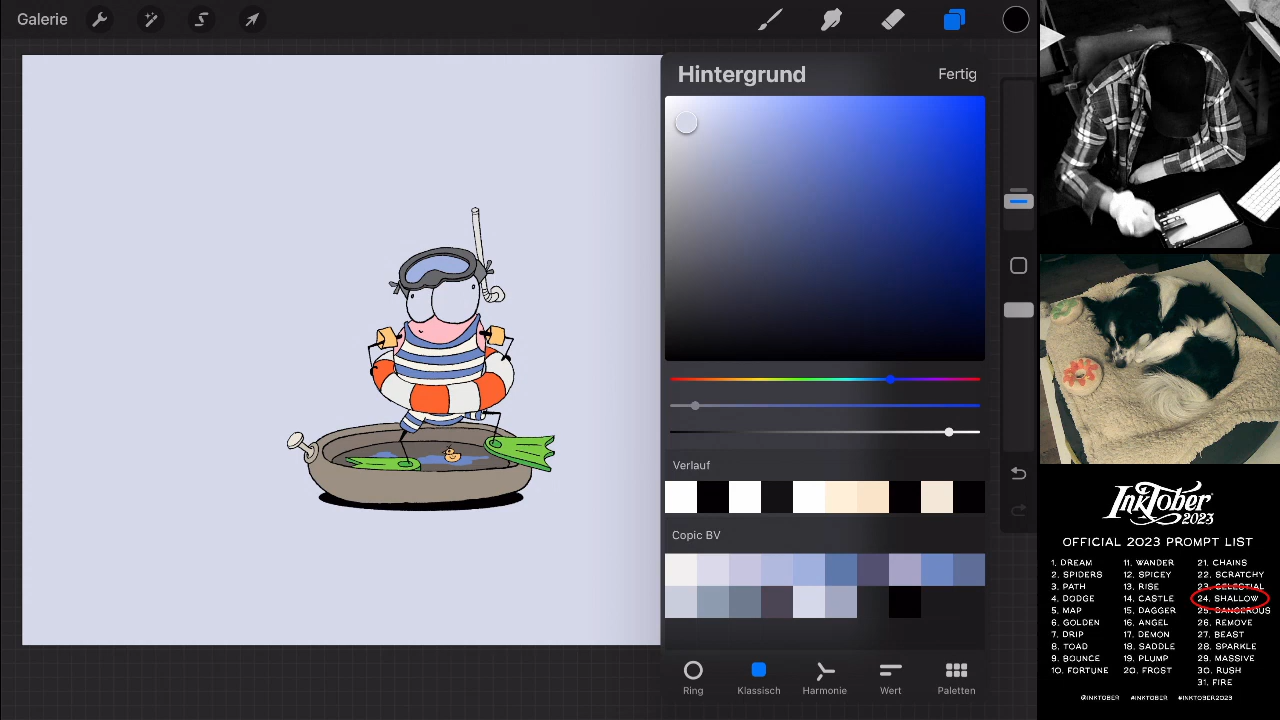 Galerie
Hintergrund
Fertig
Verlauf
Copic BV
Ring
Klassisch
Harmonie
Wert
Paletten
INKTOBER
2023
OFFICIAL 2023 PROMPT LIST
1. DREAM
2. SPIDERS
3. PATH
4. DODGE
5. MAP
6. GOLDEN
7. DRIP
8. TOAD
9. BOUNCE
10. FORTUNE
11. WANDER
12. SPICEY
13. RISE
14. CASTLE
15. DAGGER
16. ANGEL
17. DEMON
18. SADDLE
19. PLUMP
20. FROST
21. CHAINS
22. SCRATCHY
23. CELESTIAL
24. SHALLOW
25. DANGEROUS
26. REMOVE
27. BEAST
28. SPARKLE
29. MASSIVE
30. RUSH
31. FIRE
@INKTOBER #INKTOBER #INKTOBER2023